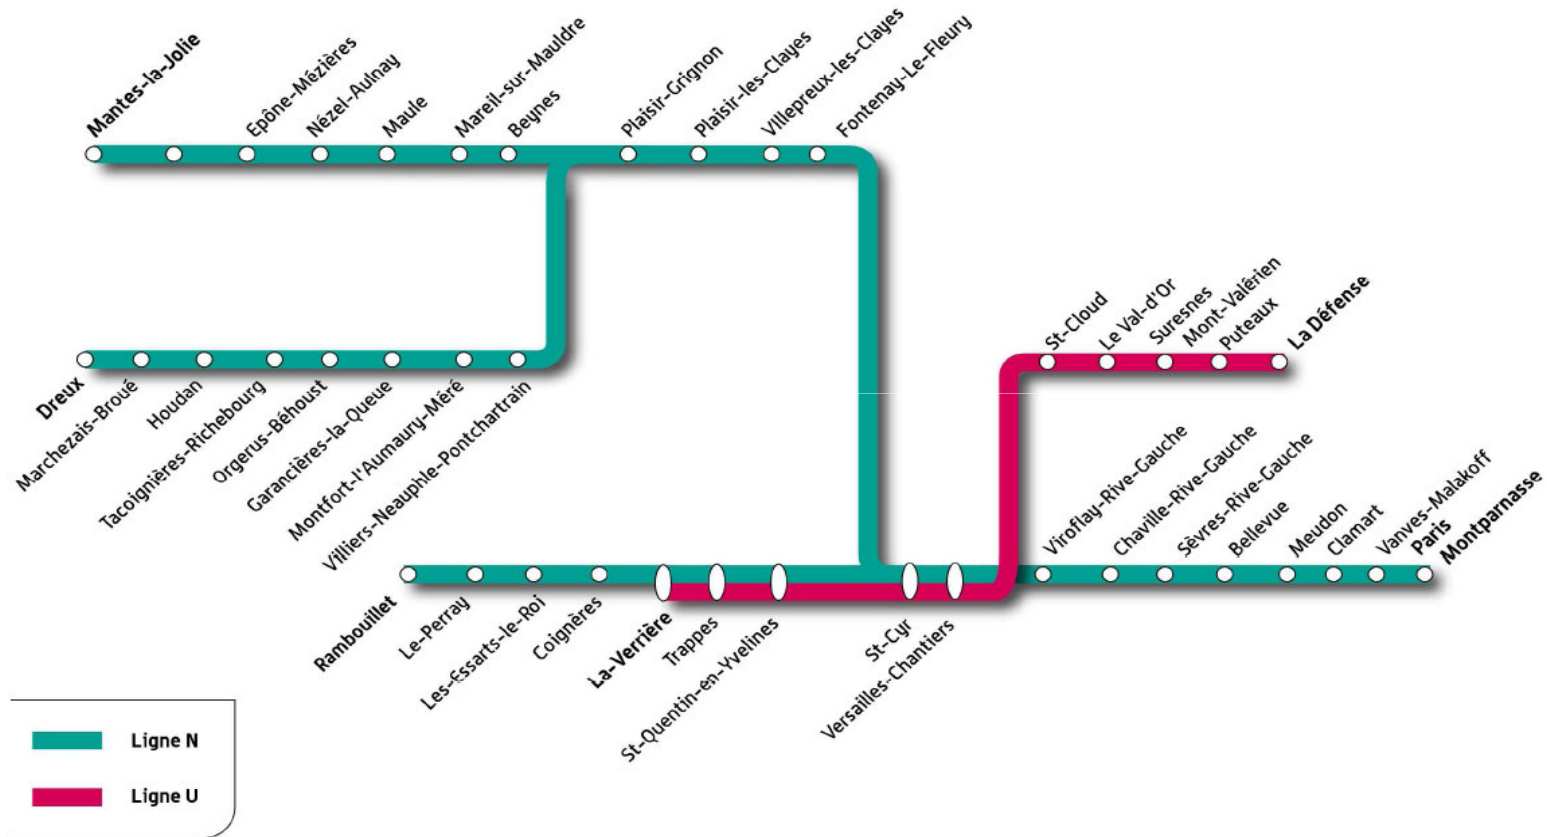 Mantes-la-Jolie
Epône-Mézières
Nézel-Aulnay
Maule
Mareil-sur-Mauldre
Beynes
Plaisir-Grignon
Plaisir-les-Clayes
Villepreux-les-Clayes
Fontenay-Le-Fleury
Dreux
Marchezais-Broué
Houdan
Tacoignières-Richebourg
Orgerus-Béhoust
Garancières-la-Queue
Montfort-l'Aumaury-Méré
Villiers-Neauphle-Pontchartrain
St-Cloud
Le Val-d'Or
Suresnes
Mont-Valérien
Puteaux
La Défense
Rambouillet
Le-Perray
Les-Essarts-le-Roi
Coignères
La-Verrière
Trappes
St-Quentin-en-Yvelines
St-Cyr
Versailles-Chantiers
Viroflay-Rive-Gauche
Chaville-Rive-Gauche
Sèvres-Rive-Gauche
Bellevue
Meudon
Clamart
Vanves-Malakoff
Paris
Montparnasse
Ligne N
Ligne U